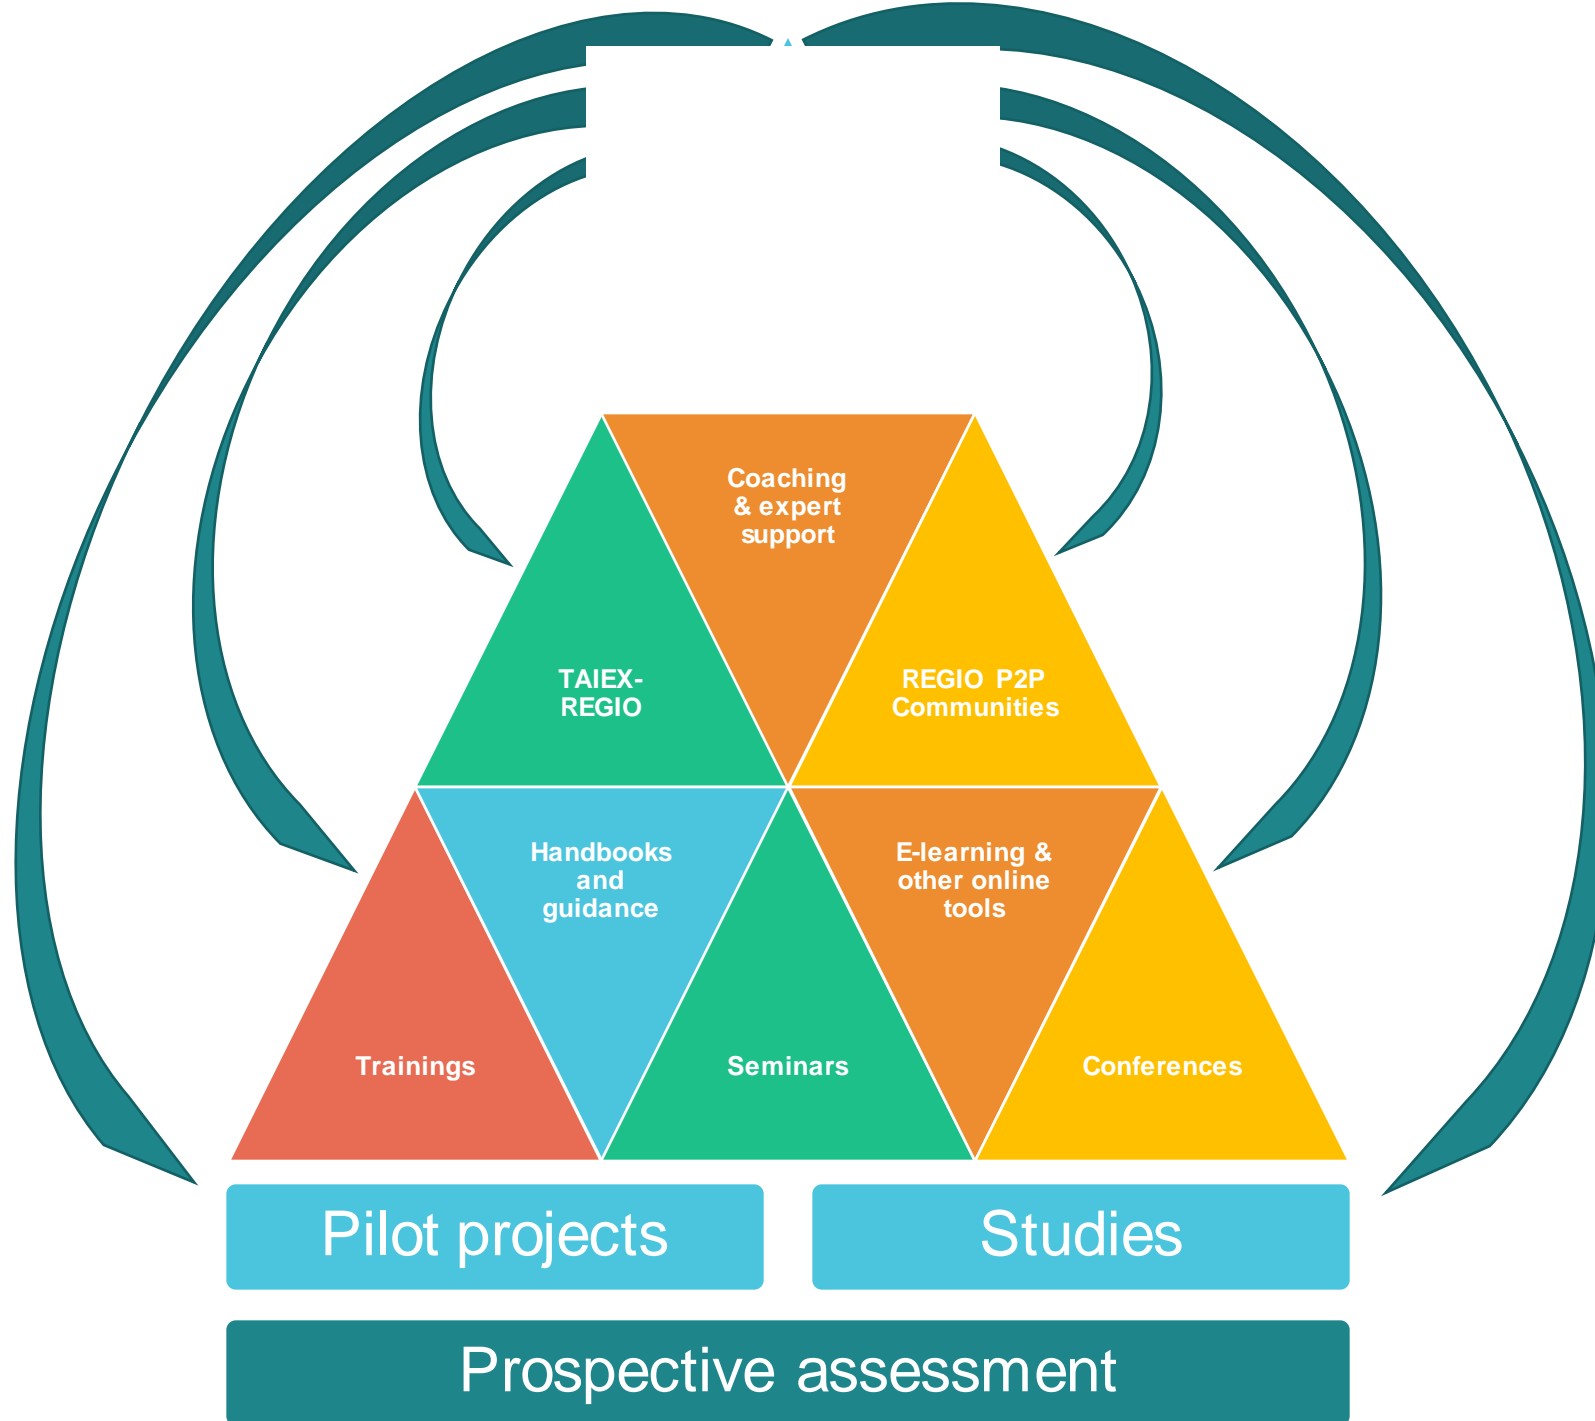 Coaching
& expert
support
TAIEX-
REGIO
REGIO P2P
Communities
Handbooks
and
guidance
E-learning &
other online
tools
Trainings
Seminars
Conferences
Pilot projects
Studies
Prospective assessment